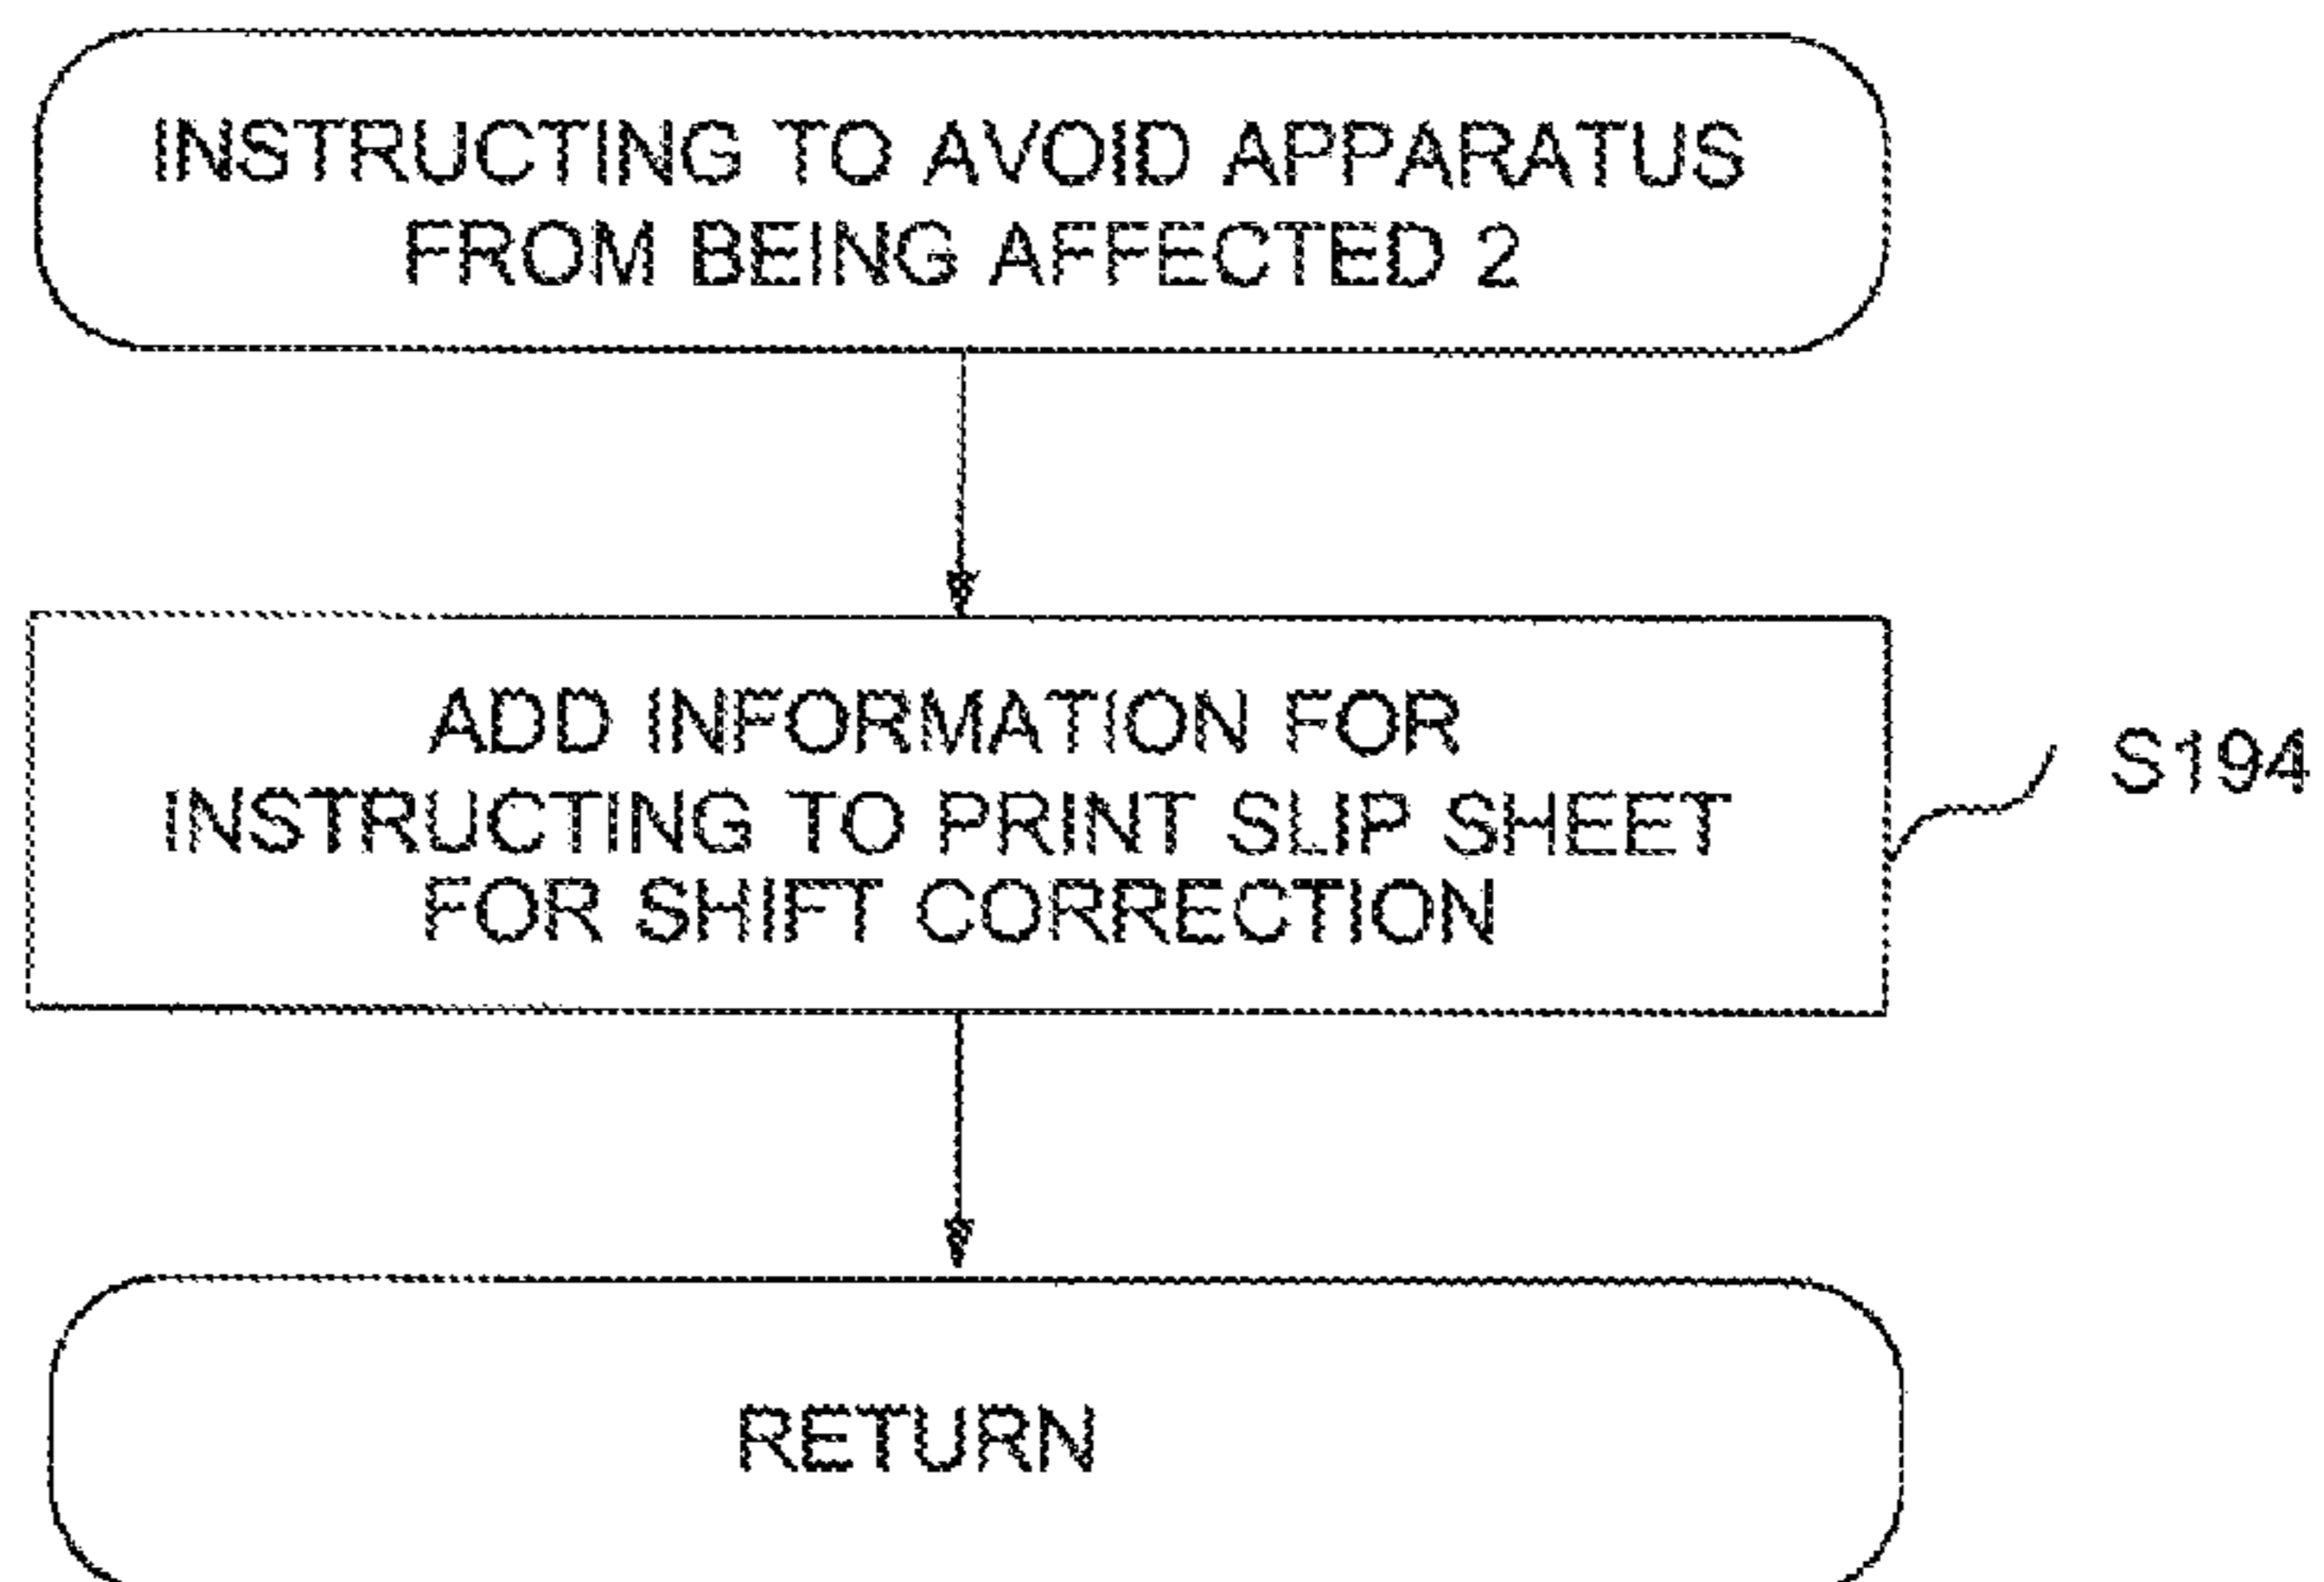 INSTRUCTING TO AVOID APPARATUS
FROM BEING AFFECTED 2
ADD INFORMATION FOR
INSTRUCTING TO PRINT SLIP SHEET
FOR SHIFT CORRECTION
S194
RETURN